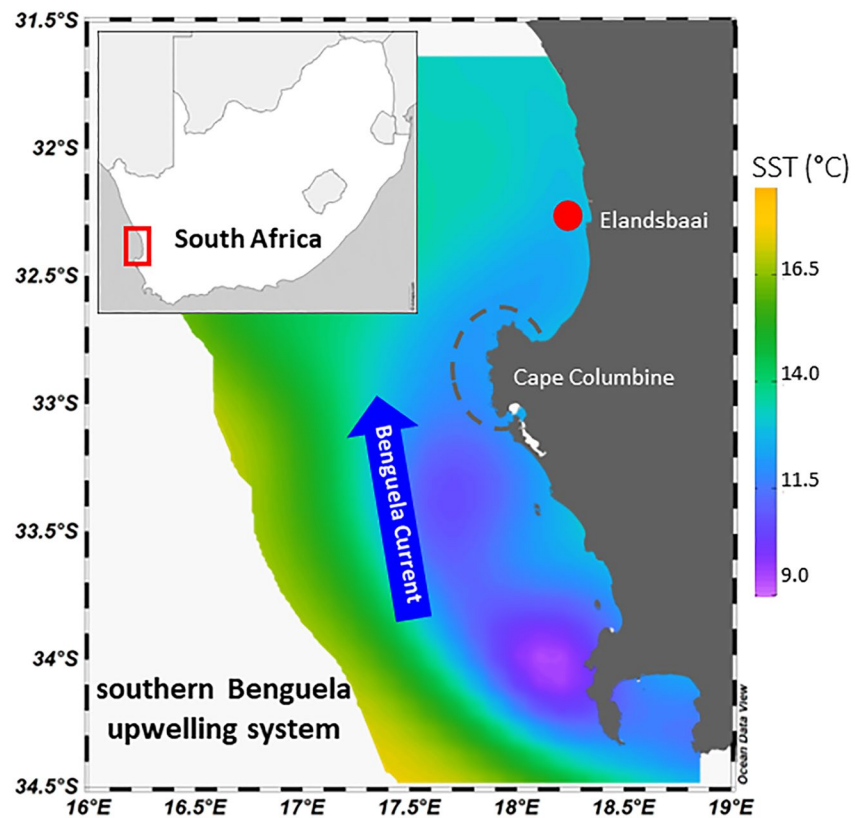 31.5°S
32°S
32.5°S
33°S
33.5°S
34°S
34.5°S
16°E
16.5°E
17°E
17.5°E
18°E
18.5°E
19°E
South Africa
Elandsbaai
Cape Columbine
Benguela Current
southern Benguela
upwelling system
SST (°C)
16.5
14.0
11.5
9.0
Ocean Data View